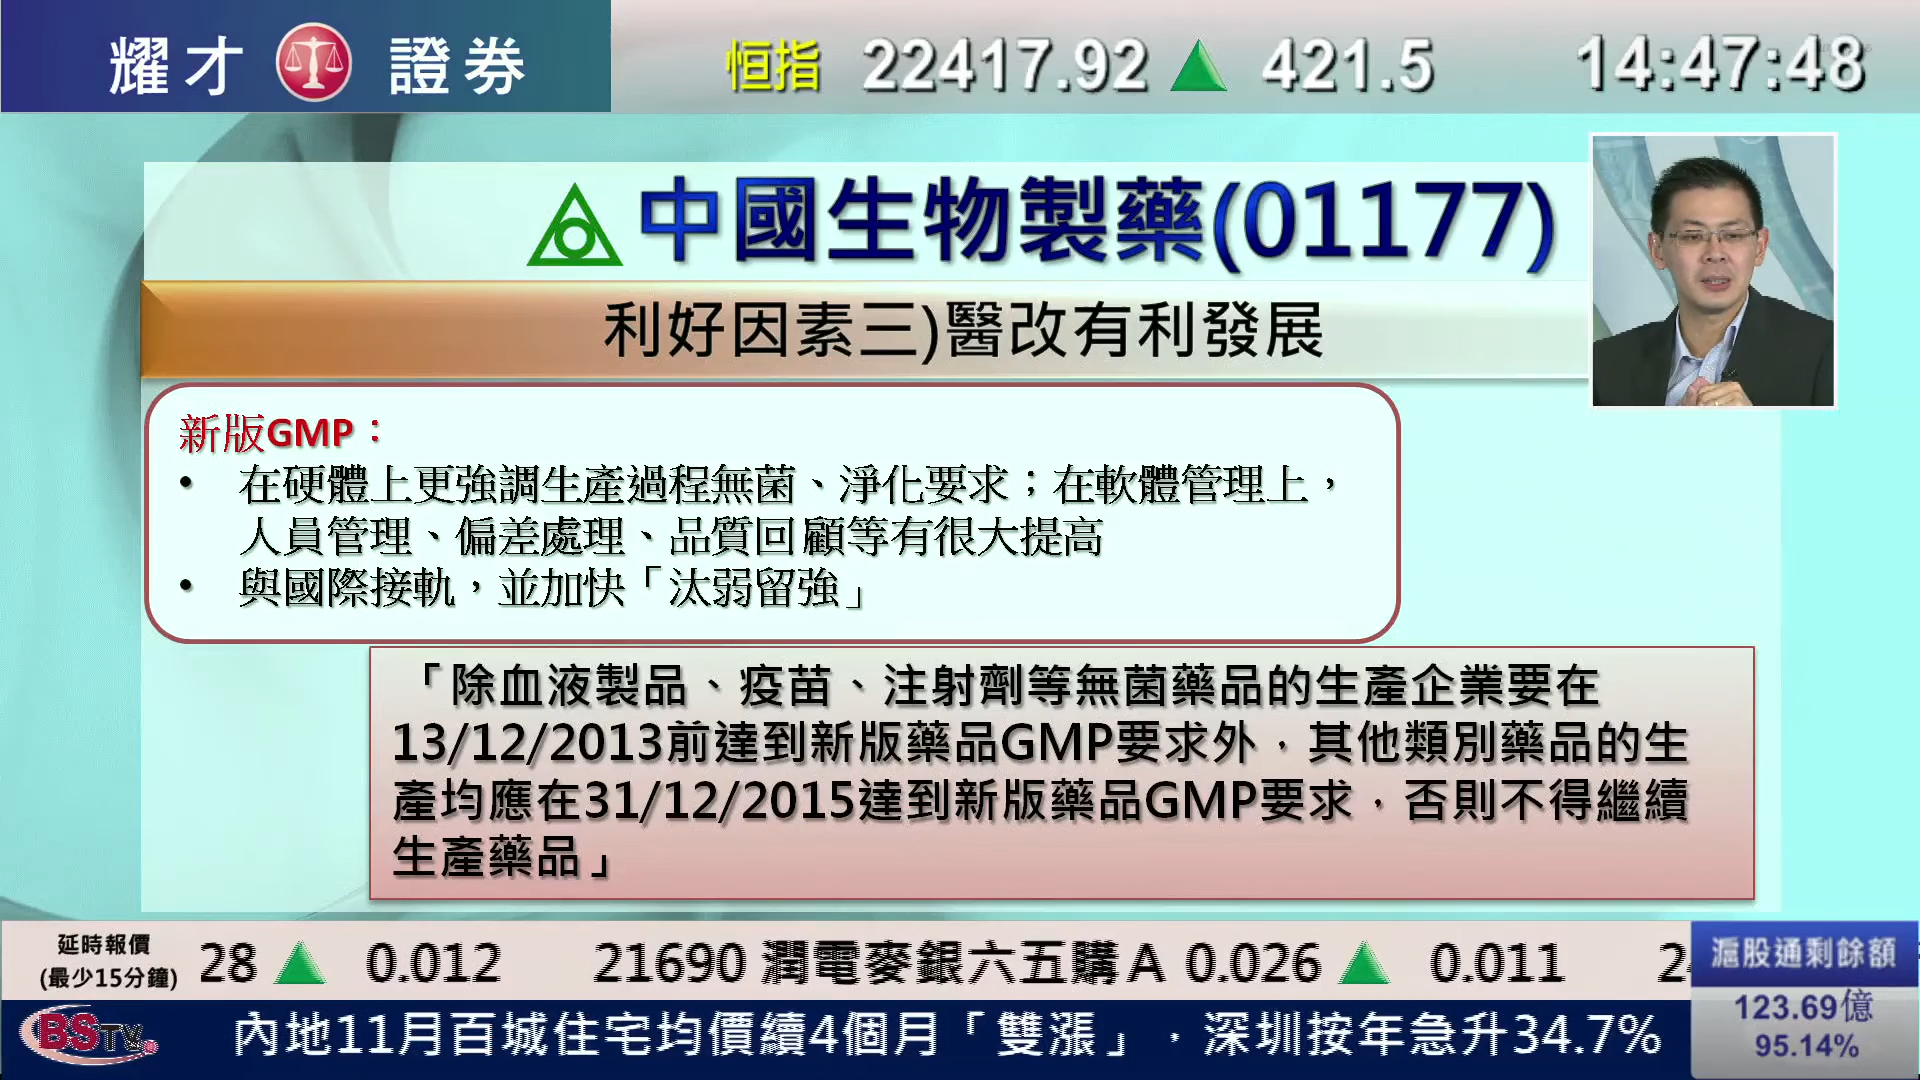 耀才 證券
恒指 22417.92 421.5 14:47:48
中國生物製藥(01177)
利好因素三)醫改有利發展
新版GMP：
• 在硬體上更強調生產過程無菌、淨化要求；在軟體管理上，
人員管理、偏差處理、品質回顧等有很大提高
• 與國際接軌，並加快「汰弱留強」
「除血液製品、疫苗、注射劑等無菌藥品的生產企業要在
13/12/2013前達到新版藥品GMP要求外，其他類別藥品的生
產均應在31/12/2015達到新版藥品GMP要求，否則不得繼續
生產藥品」
延時報價
(最少15分鐘)
28 0.012 21690 潤電麥銀六五購A 0.026 0.011
滬股通剩餘額
123.69億
95.14%
BSTV
內地11月百城住宅均價續4個月「雙漲」，深圳按年急升34.7%